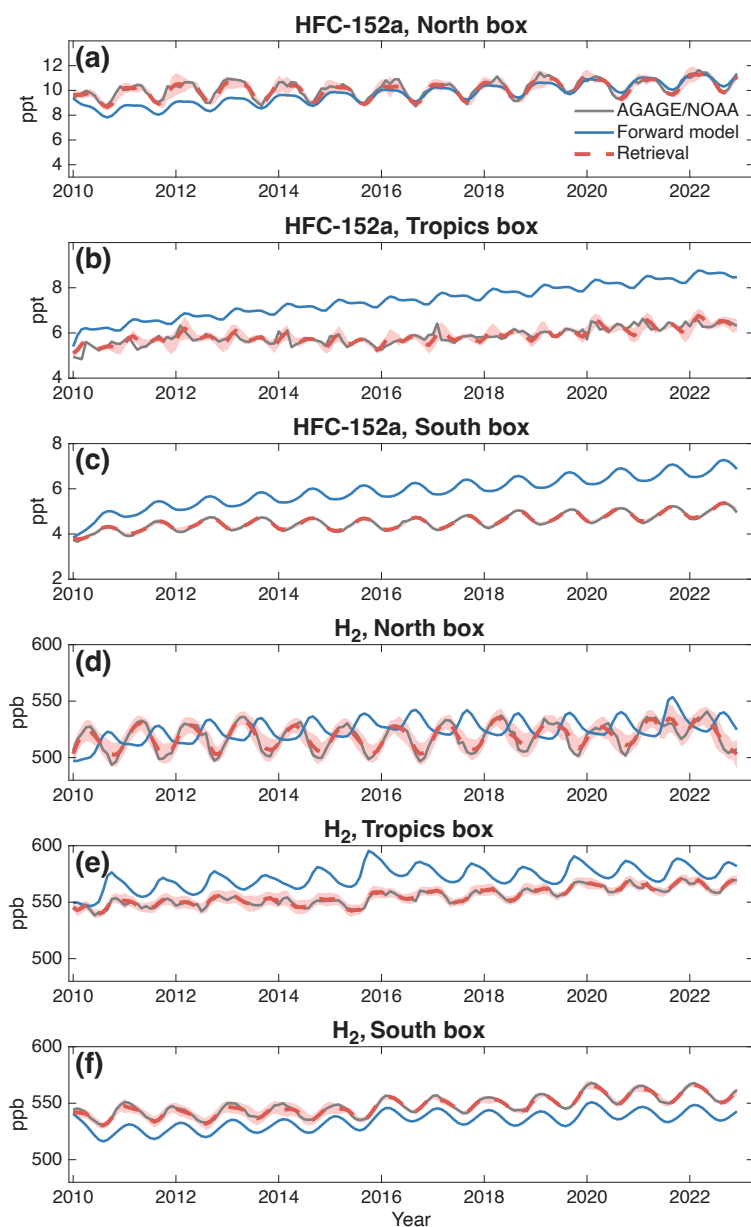 HFC-152a, North box
(a)
12
10
8
6
4
ppt
AGAGE/NOAA
Forward model
Retrieval
2010 2012 2014 2016 2018 2020 2022
HFC-152a, Tropics box
(b)
8
6
4
ppt
2010 2012 2014 2016 2018 2020 2022
HFC-152a, South box
(c)
8
6
4
2
ppt
2010 2012 2014 2016 2018 2020 2022
H₂, North box
(d)
600
550
500
ppb
2010 2012 2014 2016 2018 2020 2022
H₂, Tropics box
(e)
600
550
500
ppb
2010 2012 2014 2016 2018 2020 2022
H₂, South box
(f)
600
550
500
ppb
2010 2012 2014 2016 2018 2020 2022
Year